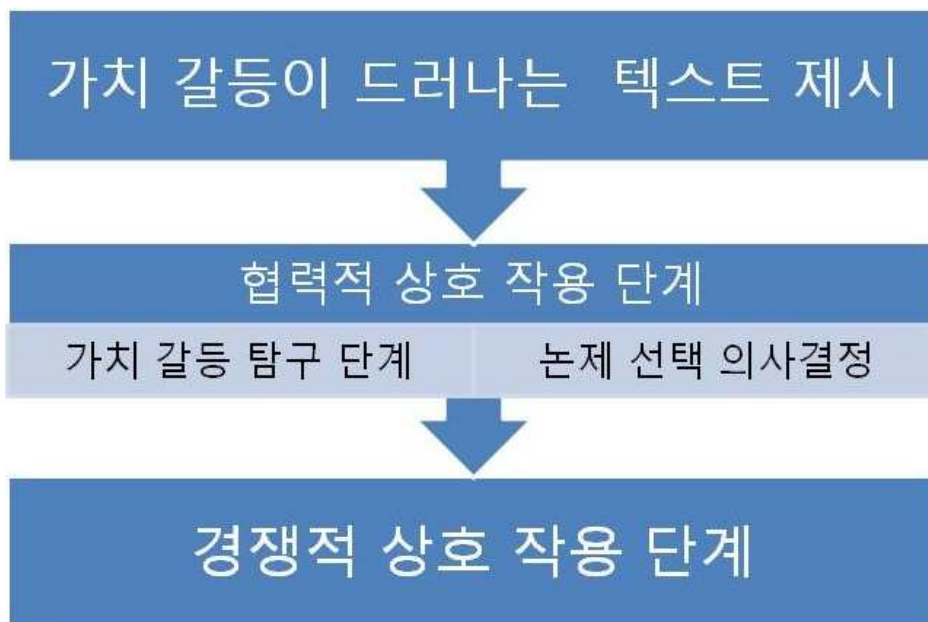 가치 갈등이 드러나는 텍스트 제시
협력적 상호 작용 단계
가치 갈등 탐구 단계 논제 선택 의사결정
경쟁적 상호 작용 단계